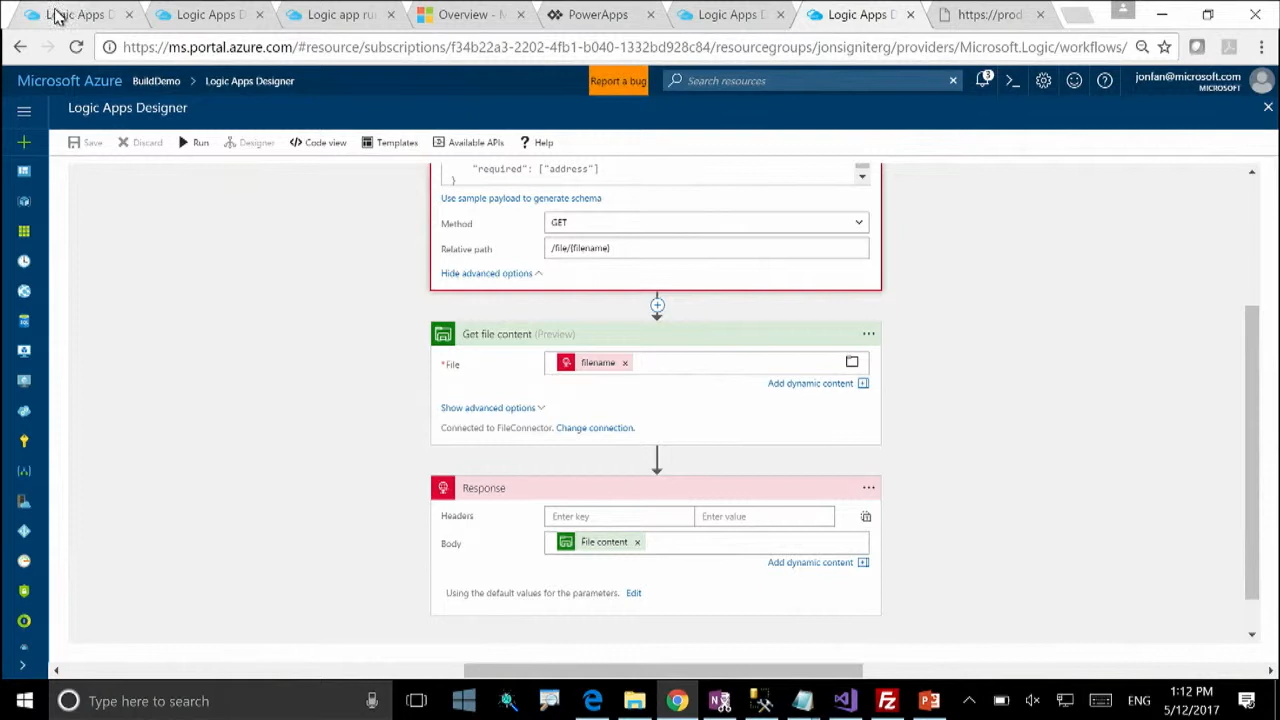 Logic Apps D
Logic Apps D
Logic app ru
Overview - M
PowerApps
Logic Apps
Logic Apps D
https://prod
https://ms.portal.azure.com/#resource/subscriptions/f34b22a3-2202-4fb1-b040-1332bd928c84/resourcegroups/jonsigniterg/providers/Microsoft.Logic/workflows/
Microsoft Azure BuildDemo Logic Apps Designer
Report a bug
Search resources
3
jonfan@microsoft.com
MICROSOFT
Logic Apps Designer
Save Discard Run Designer Code view Templates Available APIs Help
"required": ["address"]
}
Use sample payload to generate schema
Method GET
Relative path /file/{filename}
Hide advanced options
Get file content (Preview)
*File filename
Add dynamic content
Show advanced options
Connected to FileConnector. Change connection.
Response
Headers Enter key Enter value
Body File content
Add dynamic content
Using the default values for the parameters. Edit
Type here to search
ENG
1:12 PM
5/12/2017